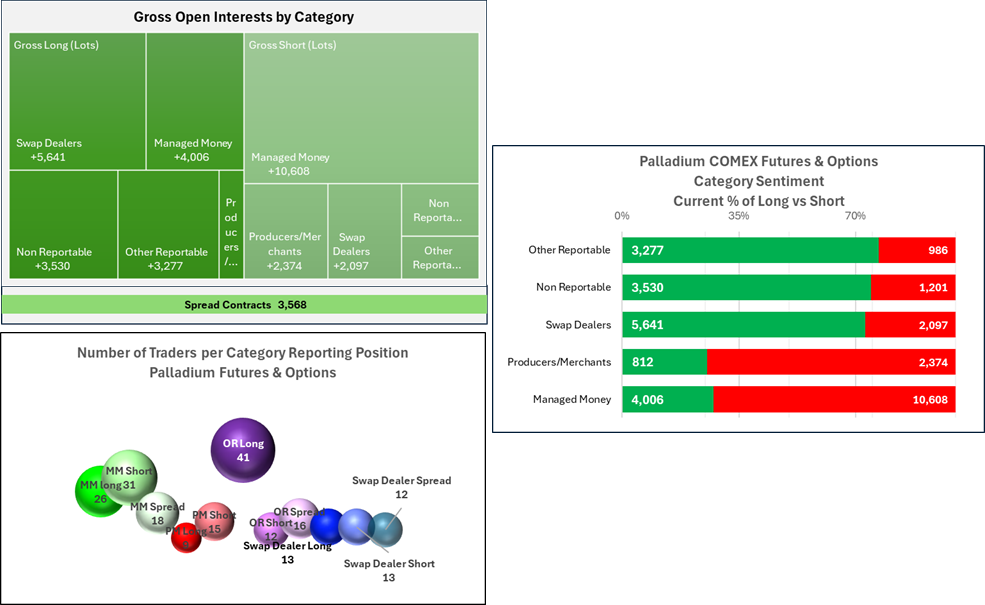 Gross Open Interests by Category
Gross Long (Lots)
Gross Short (Lots)
Swap Dealers
+5,641
Managed Money
+4,006
Managed Money
+10,608
Non Reportable
+3,530
Other Reportable
+3,277
Pr
od
uc
ers
/...
Producers/Mer
chants
+2,374
Swap
Dealers
+2,097
Non
Reporta...
Other
Reporta...
Spread Contracts 3,568
Number of Traders per Category Reporting Position
Palladium Futures & Options
OR Long
41
MM Short
31
MM long
26
MM Spread
18
PM Long
PM Short
15
OR Short
12
OR Spread
16
Swap Dealer Long
13
Swap Dealer Spread
12
Swap Dealer Short
13
Palladium COMEX Futures & Options
Category Sentiment
Current % of Long vs Short
0% 35% 70%
Other Reportable 3,277 986
Non Reportable 3,530 1,201
Swap Dealers 5,641 2,097
Producers/Merchants 812 2,374
Managed Money 4,006 10,608